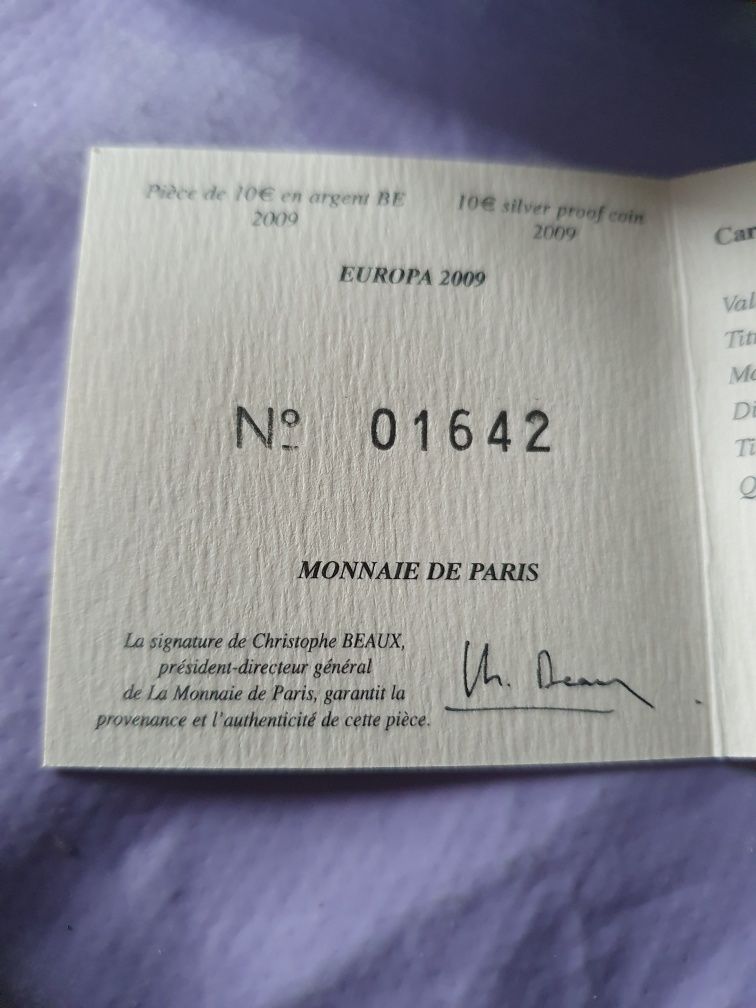 Pièce de 10€ en argent BE
2009
10€ silver proof coin
2009
EUROPA 2009
Nº 01642
MONNAIE DE PARIS
La signature de Christophe BEAUX,
président-directeur général
de La Monnaie de Paris, garantit la
provenance et l'authenticité de cette pièce.
Ch. Beaux